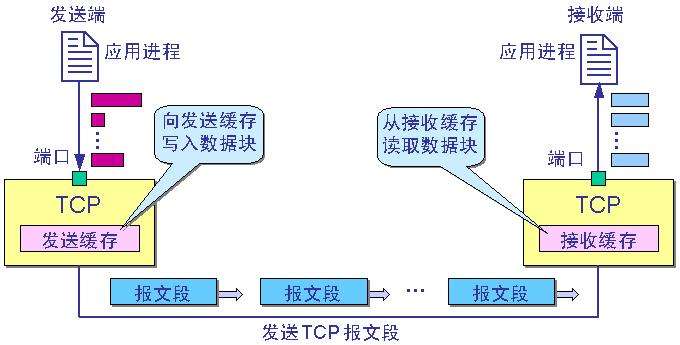 发送端
接收端
应用进程
应用进程
向发送缓存
写入数据块
从接收缓存
读取数据块
端口
端口
TCP
TCP
发送缓存
接收缓存
报文段
报文段
…
报文段
发送TCP报文段